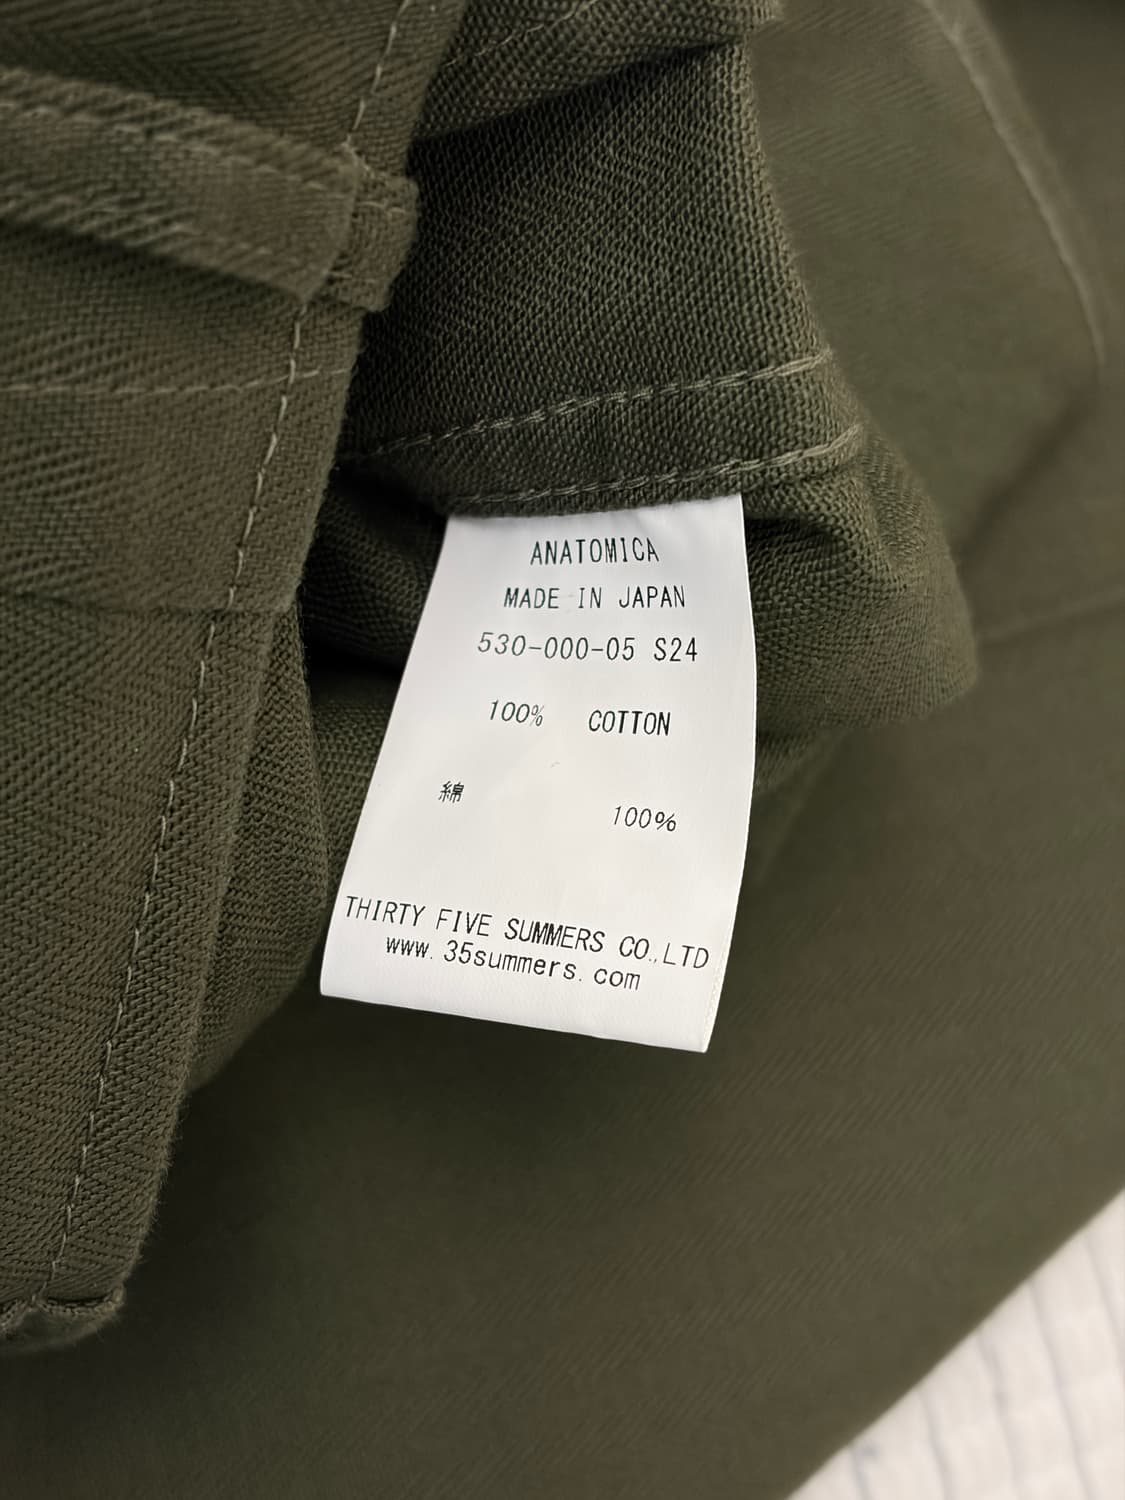 ANATOMICA
MADE IN JAPAN
530-000-05 S24
100% COTTON
綿 100%
THIRTY FIVE SUMMERS CO.,LTD
www.35summers.com